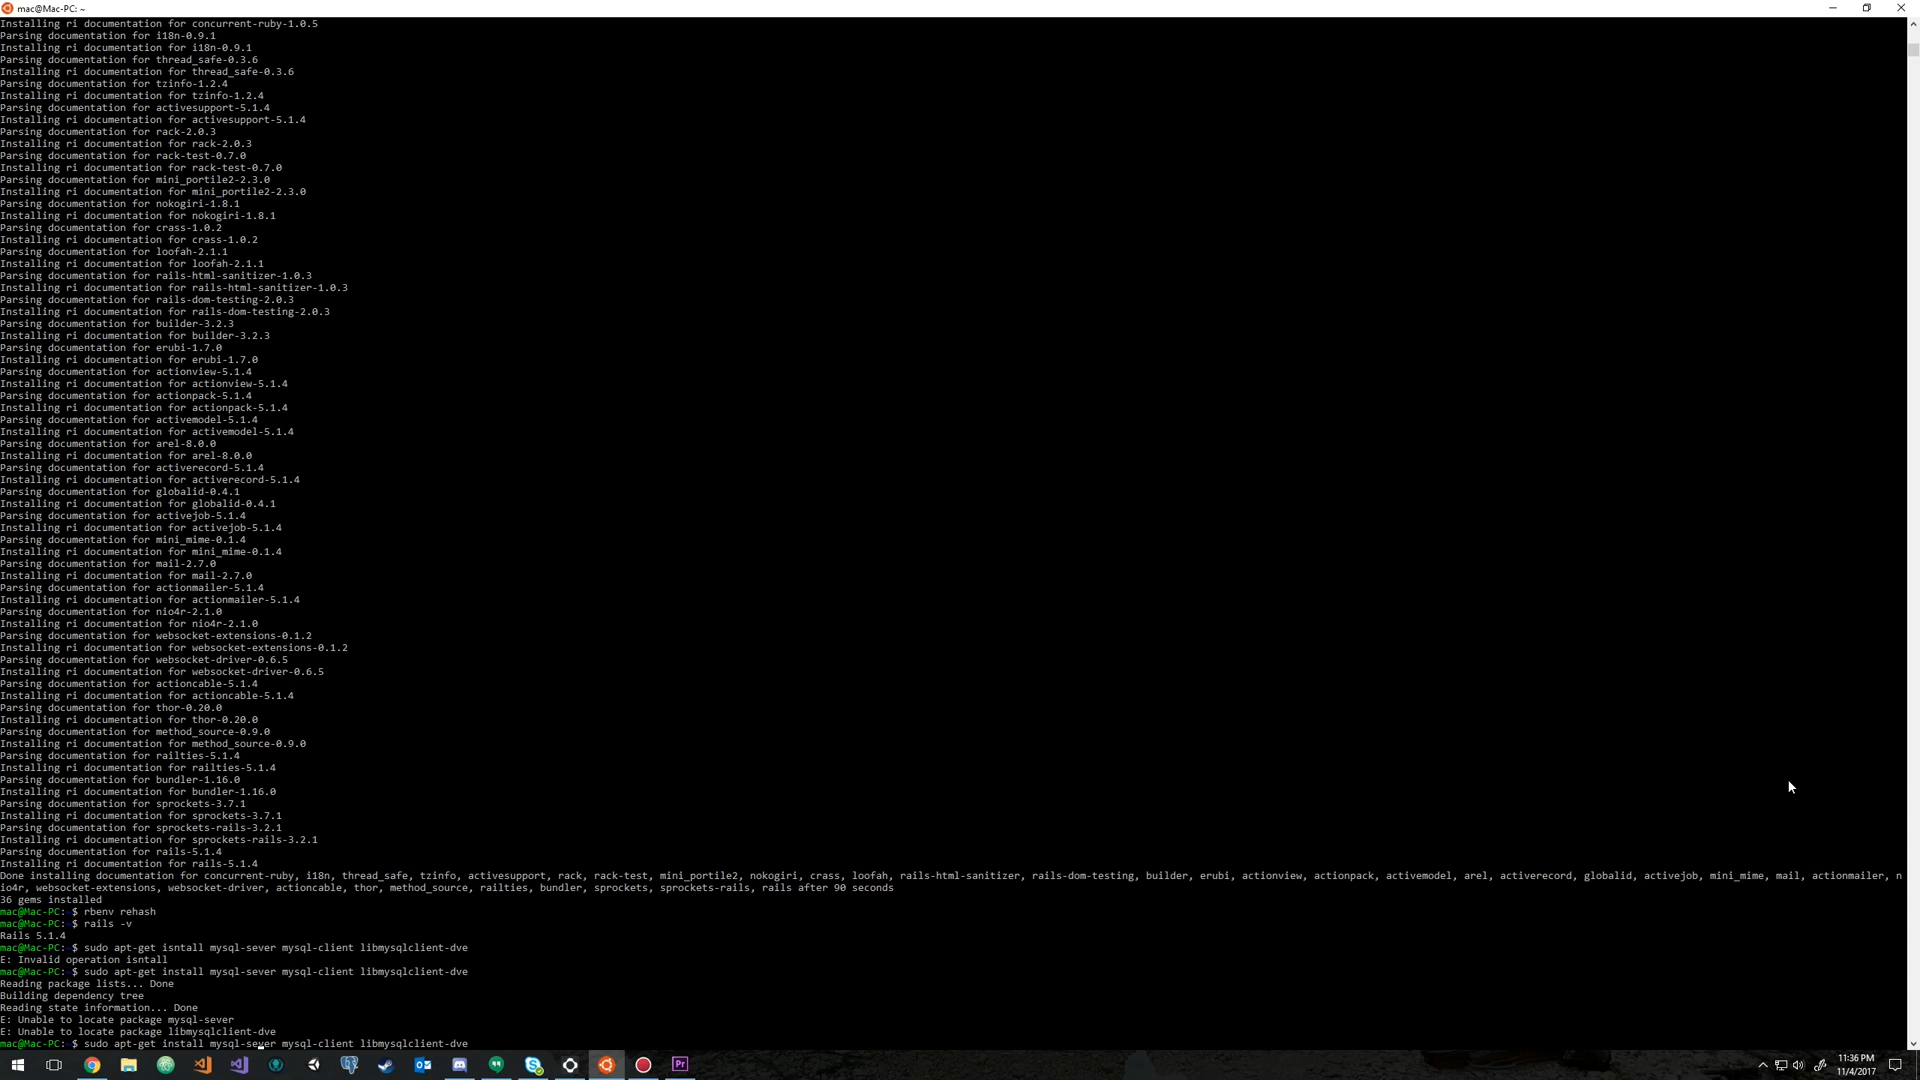 mac@Mac-PC: ~
Installing ri documentation for concurrent-ruby-1.0.5
Parsing documentation for i18n-0.9.1
Installing ri documentation for i18n-0.9.1
Parsing documentation for thread_safe-0.3.6
Installing ri documentation for thread_safe-0.3.6
Parsing documentation for tzinfo-1.2.4
Installing ri documentation for tzinfo-1.2.4
Parsing documentation for activesupport-5.1.4
Installing ri documentation for activesupport-5.1.4
Parsing documentation for rack-2.0.3
Installing ri documentation for rack-2.0.3
Parsing documentation for rack-test-0.7.0
Installing ri documentation for rack-test-0.7.0
Parsing documentation for mini_portile2-2.3.0
Installing ri documentation for mini_portile2-2.3.0
Parsing documentation for nokogiri-1.8.1
Installing ri documentation for nokogiri-1.8.1
Parsing documentation for crass-1.0.2
Installing ri documentation for crass-1.0.2
Parsing documentation for loofah-2.1.1
Installing ri documentation for loofah-2.1.1
Parsing documentation for rails-html-sanitizer-1.0.3
Installing ri documentation for rails-html-sanitizer-1.0.3
Parsing documentation for rails-dom-testing-2.0.3
Installing ri documentation for rails-dom-testing-2.0.3
Parsing documentation for builder-3.2.3
Installing ri documentation for builder-3.2.3
Parsing documentation for erubi-1.7.0
Installing ri documentation for erubi-1.7.0
Parsing documentation for actionview-5.1.4
Installing ri documentation for actionview-5.1.4
Parsing documentation for actionpack-5.1.4
Installing ri documentation for actionpack-5.1.4
Parsing documentation for activemodel-5.1.4
Installing ri documentation for activemodel-5.1.4
Parsing documentation for arel-8.0.0
Installing ri documentation for arel-8.0.0
Parsing documentation for activerecord-5.1.4
Installing ri documentation for activerecord-5.1.4
Parsing documentation for globalid-0.4.1
Installing ri documentation for globalid-0.4.1
Parsing documentation for activejob-5.1.4
Installing ri documentation for activejob-5.1.4
Parsing documentation for mini_mime-0.1.4
Installing ri documentation for mini_mime-0.1.4
Parsing documentation for mail-2.7.0
Installing ri documentation for mail-2.7.0
Parsing documentation for actionmailer-5.1.4
Installing ri documentation for actionmailer-5.1.4
Parsing documentation for nio4r-2.1.0
Installing ri documentation for nio4r-2.1.0
Parsing documentation for websocket-extensions-0.1.2
Installing ri documentation for websocket-extensions-0.1.2
Parsing documentation for websocket-driver-0.6.5
Installing ri documentation for websocket-driver-0.6.5
Parsing documentation for actioncable-5.1.4
Installing ri documentation for actioncable-5.1.4
Parsing documentation for thor-0.20.0
Installing ri documentation for thor-0.20.0
Parsing documentation for method_source-0.9.0
Installing ri documentation for method_source-0.9.0
Parsing documentation for railties-5.1.4
Installing ri documentation for railties-5.1.4
Parsing documentation for bundler-1.16.0
Installing ri documentation for bundler-1.16.0
Parsing documentation for sprockets-3.7.1
Installing ri documentation for sprockets-3.7.1
Parsing documentation for sprockets-rails-3.2.1
Installing ri documentation for sprockets-rails-3.2.1
Parsing documentation for rails-5.1.4
Installing ri documentation for rails-5.1.4
Done installing documentation for concurrent-ruby, i18n, thread_safe, tzinfo, activesupport, rack, rack-test, mini_portile2, nokogiri, crass, loofah, rails-html-sanitizer, rails-dom-testing, builder, erubi, actionview, actionpack, activemodel, arel, activerecord, globalid, activejob, mini_mime, mail, actionmailer, n
io4r, websocket-extensions, websocket-driver, actioncable, thor, method_source, railties, bundler, sprockets, sprockets-rails, rails after 90 seconds
36 gems installed
mac@Mac-PC:~$ rbenv rehash
mac@Mac-PC:~$ rails -v
Rails 5.1.4
mac@Mac-PC:~$ sudo apt-get isntall mysql-sever mysql-client libmysqlclient-dve
E: Invalid operation isntall
mac@Mac-PC:~$ sudo apt-get install mysql-sever mysql-client libmysqlclient-dve
Reading package lists... Done
Building dependency tree
Reading state information... Done
E: Unable to locate package mysql-sever
E: Unable to locate package libmysqlclient-dve
mac@Mac-PC:~$ sudo apt-get install mysql-sever mysql-client libmysqlclient-dve
Pr
11:36 PM
11/4/2017